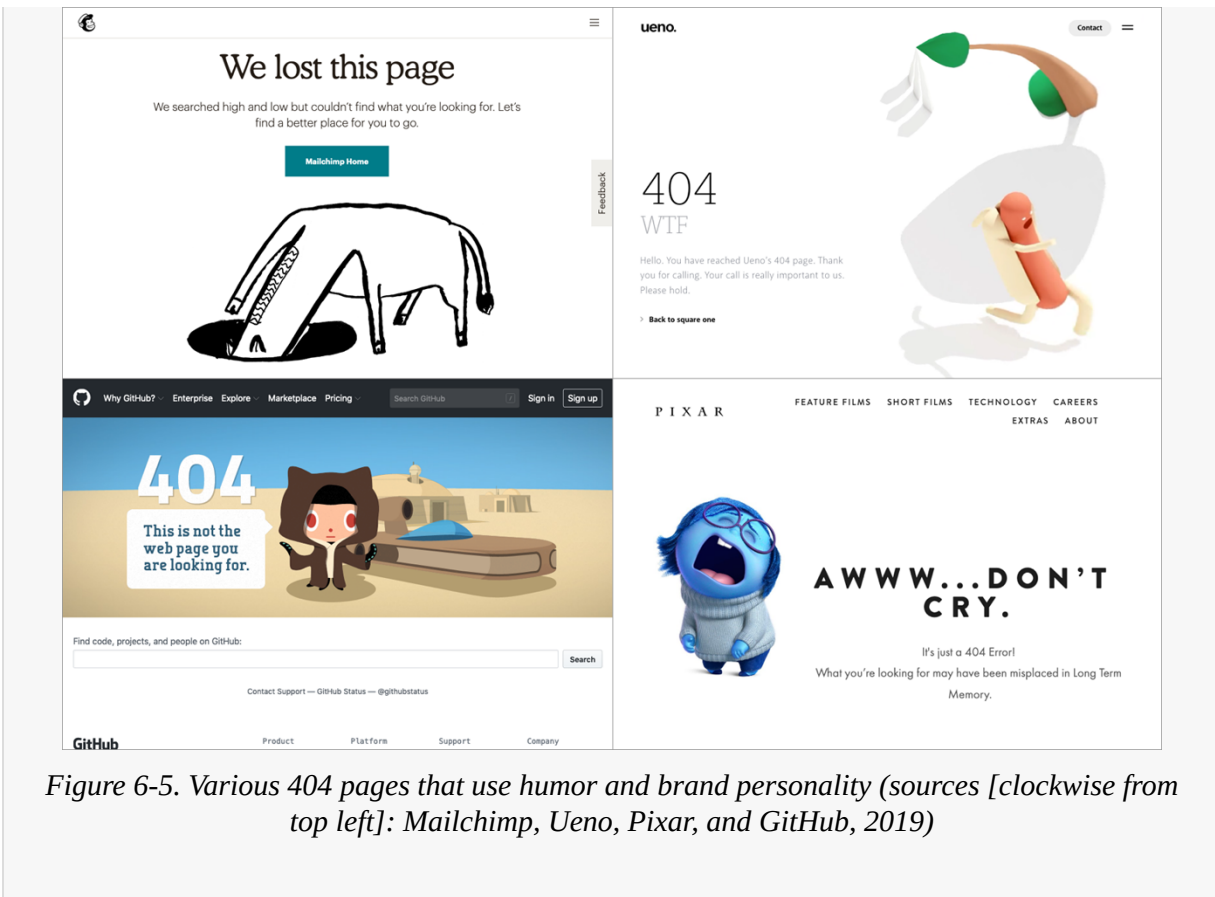 We lost this page
We searched high and low but couldn't find what you're looking for. Let's
find a better place for you to go.
Mailchimp Home
Feedback
ueno.
Contact
404
WTF
Hello. You have reached Ueno's 404 page. Thank
you for calling. Your call is really important to us.
Please hold.
> Back to square one
Why GitHub? Enterprise Explore Marketplace Pricing Search GitHub / Sign in Sign up
404
This is not the
web page you
are looking for.
Find code, projects, and people on GitHub:
Search
Contact Support — GitHub Status — @githubstatus
GitHub Product Platform Support Company
PIXAR
FEATURE FILMS SHORT FILMS TECHNOLOGY CAREERS
EXTRAS ABOUT
AWWW...DON'T
CRY.
It's just a 404 Error!
What you're looking for may have been misplaced in Long Term
Memory.
Figure 6-5. Various 404 pages that use humor and brand personality (sources [clockwise from
top left]: Mailchimp, Ueno, Pixar, and GitHub, 2019)